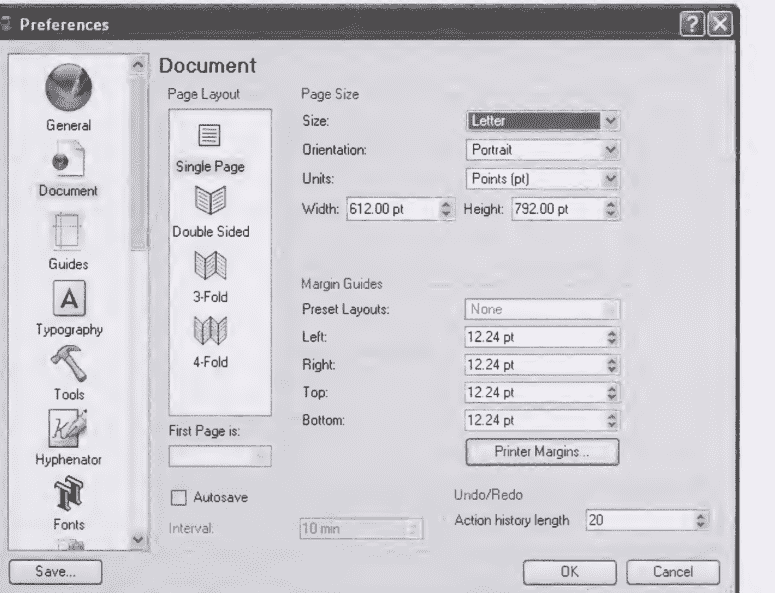 Preferences
General
Document
Guides
Typography
Tools
Hyphenator
Fonts
Save...
Document
Page Layout
Single Page
Double Sided
3-Fold
4-Fold
First Page is:
Autosave
Interval:
10 min
Page Size
Size: Letter
Orientation: Portrait
Units: Points (pt)
Width: 612.00 pt Height: 792.00 pt
Margin Guides
Preset Layouts: None
Left: 12.24 pt
Right: 12.24 pt
Top: 12.24 pt
Bottom: 12.24 pt
Printer Margins...
Undo/Redo
Action history length 20
OK Cancel